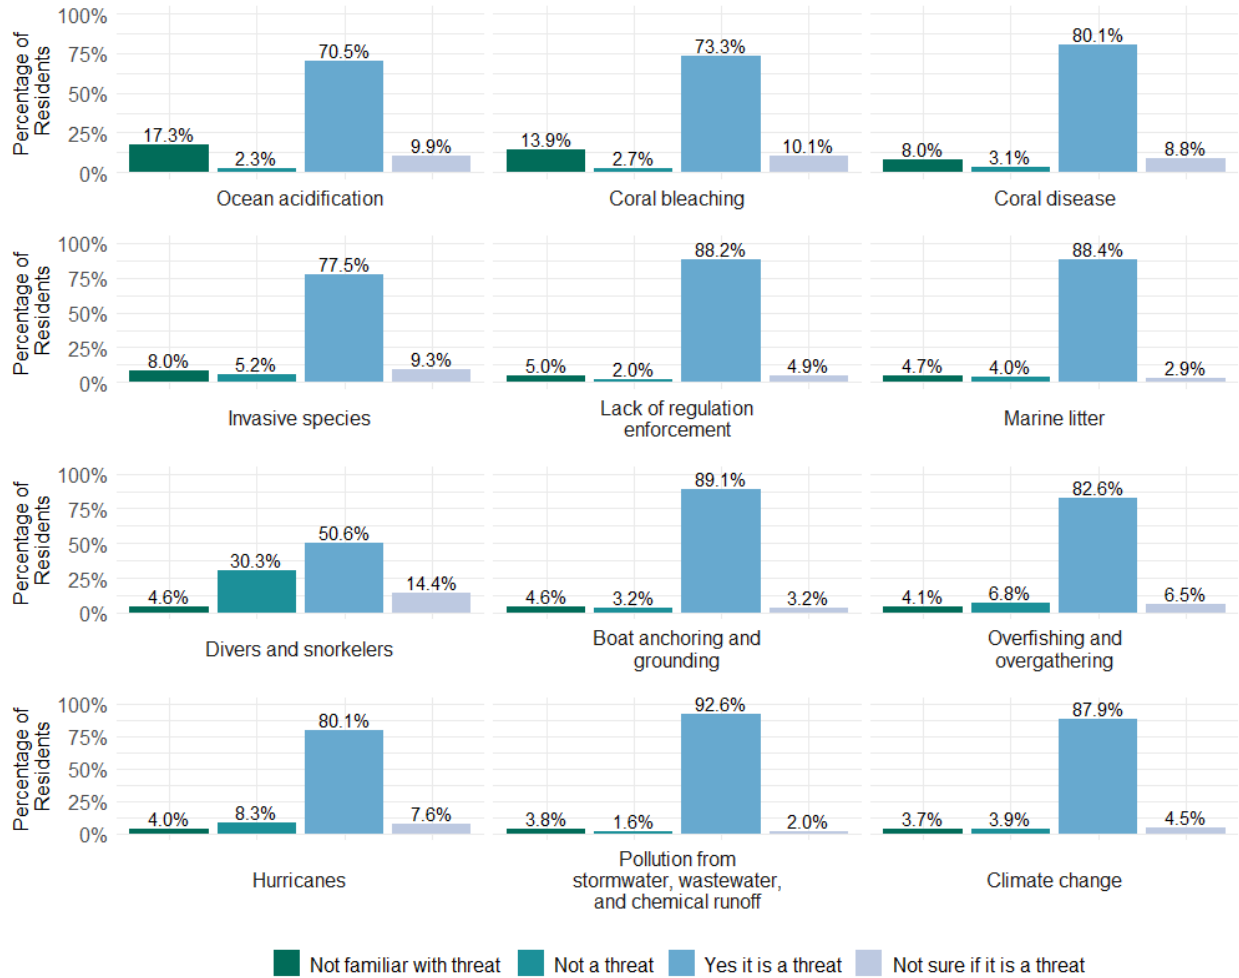 Percentage of
Residents
100%
75%
50%
25%
0%
17.3%
2.3%
70.5%
9.9%
Ocean acidification
13.9%
2.7%
73.3%
10.1%
Coral bleaching
8.0%
3.1%
80.1%
8.8%
Coral disease
Percentage of
Residents
100%
75%
50%
25%
0%
8.0%
5.2%
77.5%
9.3%
Invasive species
5.0%
2.0%
88.2%
4.9%
Lack of regulation
enforcement
4.7%
4.0%
88.4%
2.9%
Marine litter
Percentage of
Residents
100%
75%
50%
25%
0%
4.6%
30.3%
50.6%
14.4%
Divers and snorkelers
4.6%
3.2%
89.1%
3.2%
Boat anchoring and
grounding
4.1%
6.8%
82.6%
6.5%
Overfishing and
overgathering
Percentage of
Residents
100%
75%
50%
25%
0%
4.0%
8.3%
80.1%
7.6%
Hurricanes
3.8%
1.6%
92.6%
2.0%
Pollution from
stormwater, wastewater,
and chemical runoff
3.7%
3.9%
87.9%
4.5%
Climate change
Not familiar with threat
Not a threat
Yes it is a threat
Not sure if it is a threat